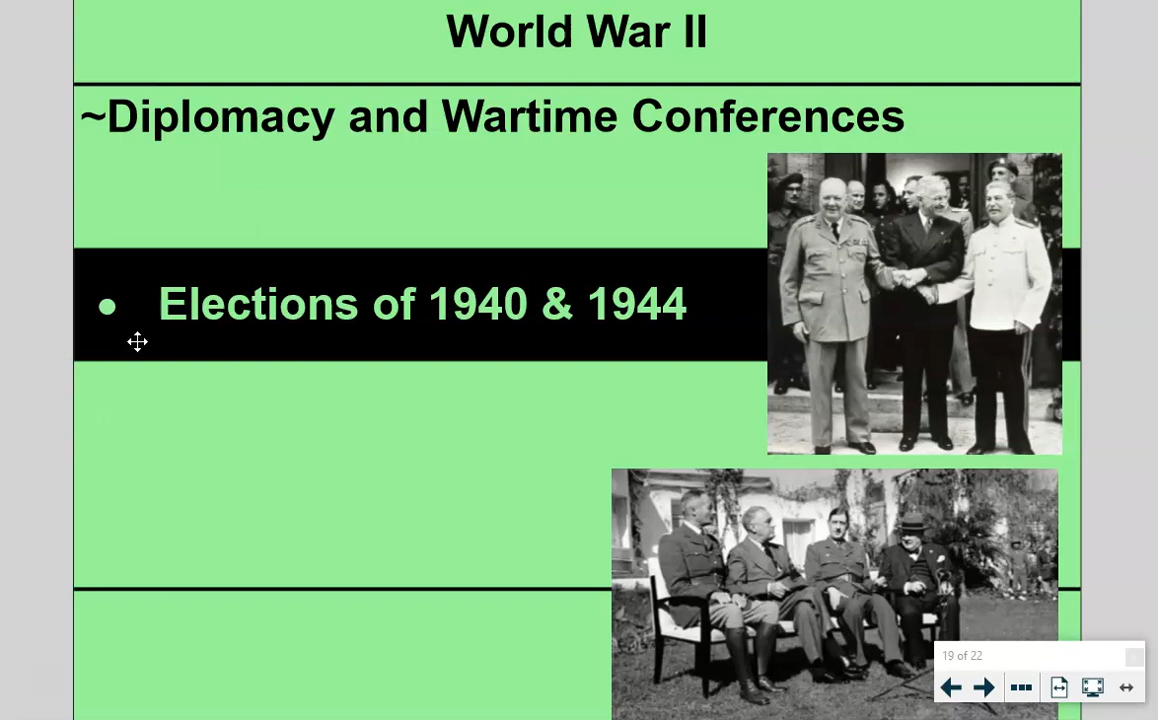 World War II
~Diplomacy and Wartime Conferences
• Elections of 1940 & 1944
19 of 22